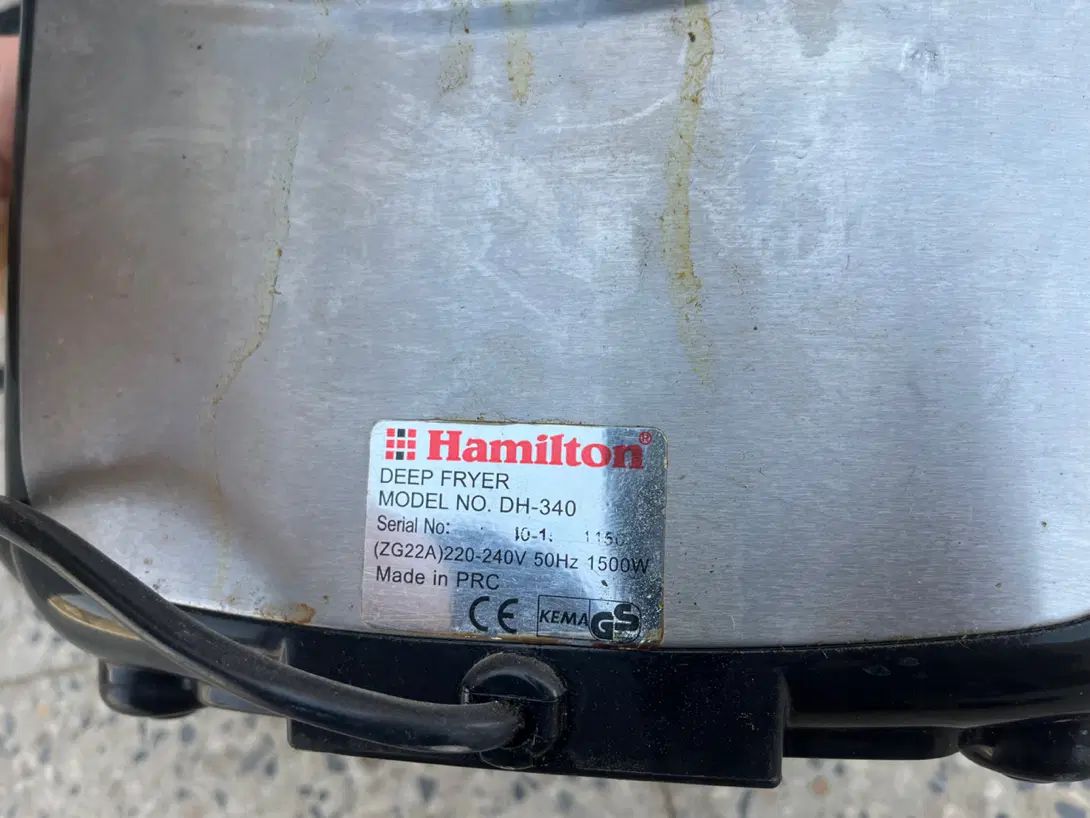 Hamilton®
DEEP FRYER
MODEL NO. DH-340
Serial No:
(ZG22A)220-240V 50Hz 1500W
Made in PRC
CE KEMA GS